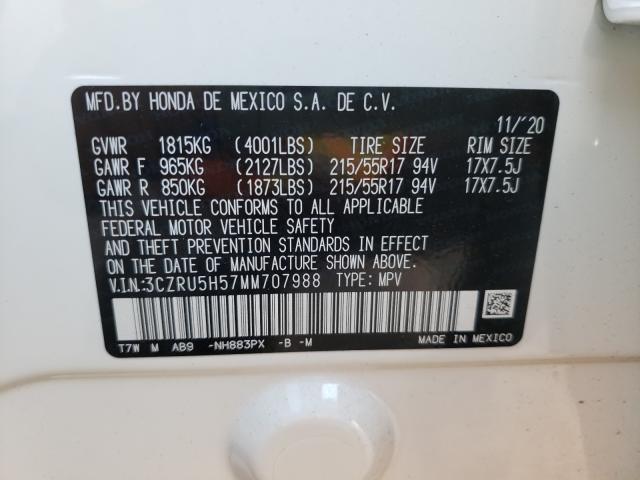 MFD.BY HONDA DE MEXICO S.A. DE C.V.
11/'20
GVWR 1815KG (4001LBS) TIRE SIZE RIM SIZE
GAWR F 965KG (2127LBS) 215/55R17 94V 17X7.5J
GAWR R 850KG (1873LBS) 215/55R17 94V 17X7.5J
THIS VEHICLE CONFORMS TO ALL APPLICABLE
FEDERAL MOTOR VEHICLE SAFETY
AND THEFT PREVENTION STANDARDS IN EFFECT
ON THE DATE OF MANUFACTURE SHOWN ABOVE.
V.I.N:3CZRU5H57MM707988 TYPE: MPV
T7W M AB9 -NH883PX -B -M
MADE IN MEXICO